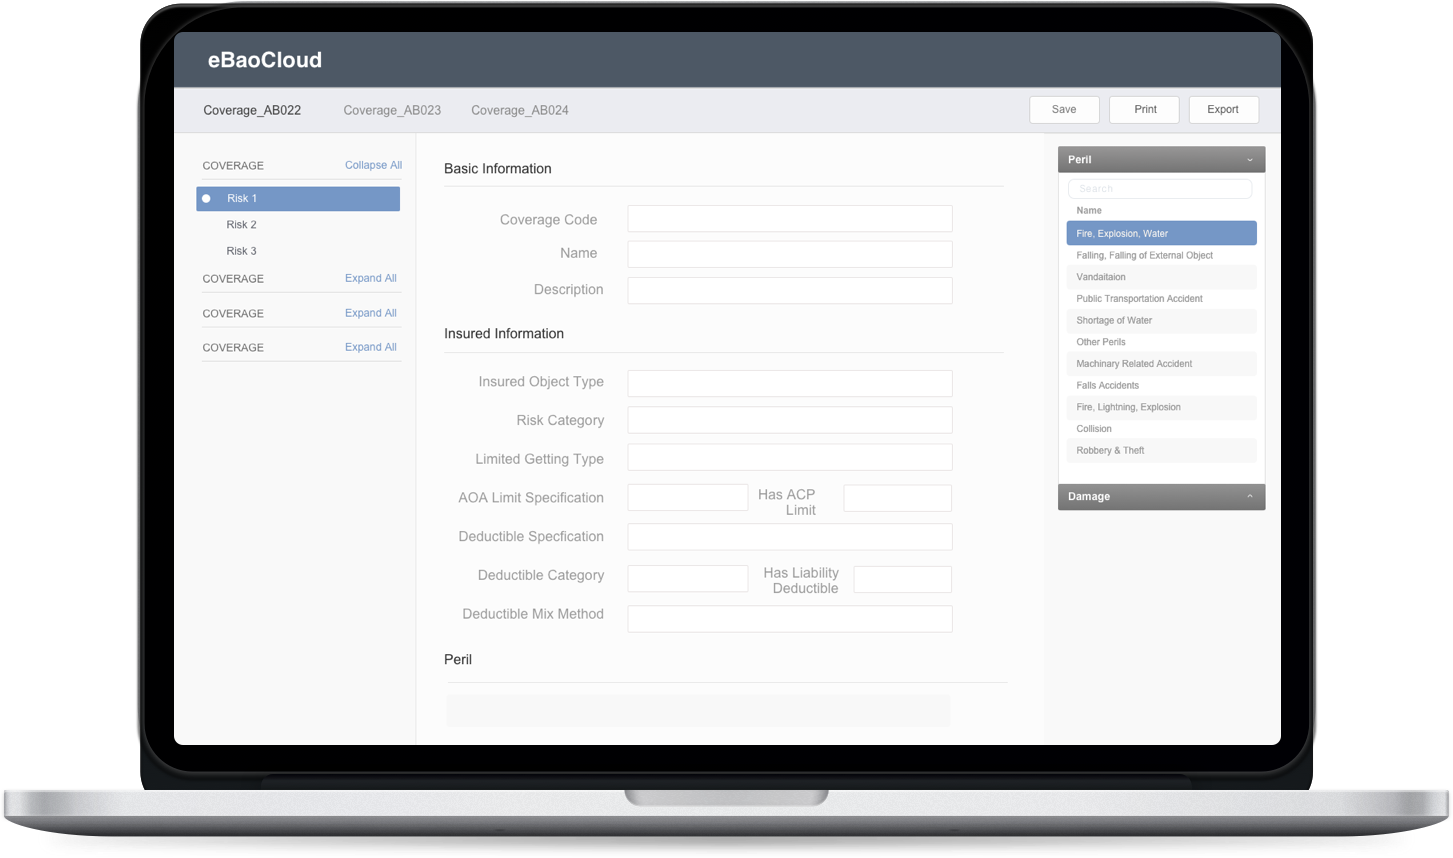 eBaoCloud
Coverage_AB022 Coverage_AB023 Coverage_AB024 Save Print Export
COVERAGE Collapse All
Risk 1
Risk 2
Risk 3
COVERAGE Expand All
COVERAGE Expand All
COVERAGE Expand All
Basic Information
Coverage Code
Name
Description
Insured Information
Insured Object Type
Risk Category
Limited Getting Type
AOA Limit Specification Has ACP
Limit
Deductible Specfication
Deductible Category Has Liability
Deductible
Deductible Mix Method
Peril
Peril
Search
Name
Fire, Explosion, Water
Falling, Falling of External Object
Vandaitaion
Public Transportation Accident
Shortage of Water
Other Perils
Machinary Related Accident
Falls Accidents
Fire, Lightning, Explosion
Collision
Robbery & Theft
Damage